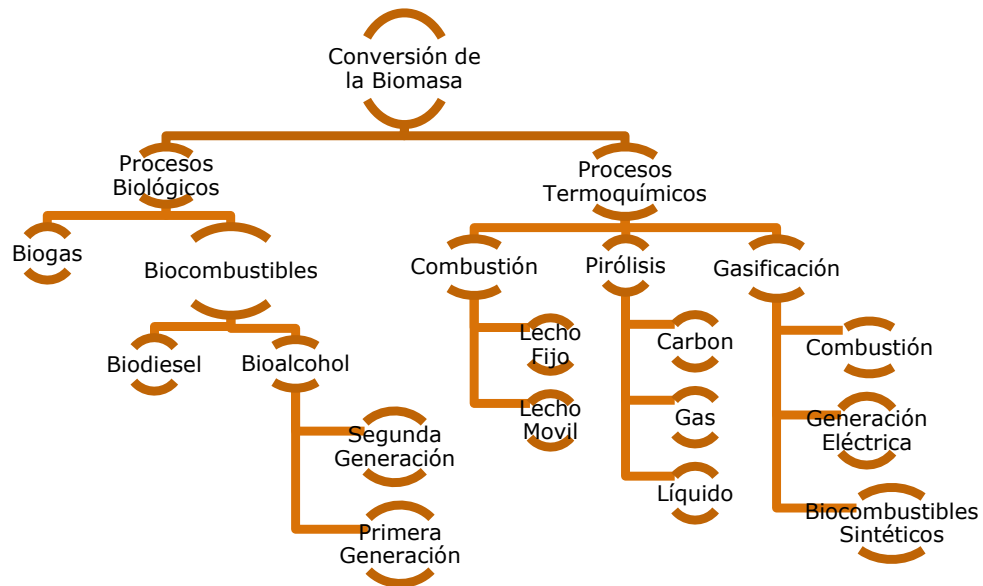 Conversión de
la Biomasa
Procesos
Biológicos
Procesos
Termoquímicos
Biogas
Biocombustibles
Combustión
Pirólisis
Gasificación
Biodiesel
Bioalcohol
Segunda
Generación
Primera
Generación
Lecho
Fijo
Lecho
Movil
Carbon
Gas
Líquido
Combustión
Generación
Eléctrica
Biocombustibles
Sintéticos